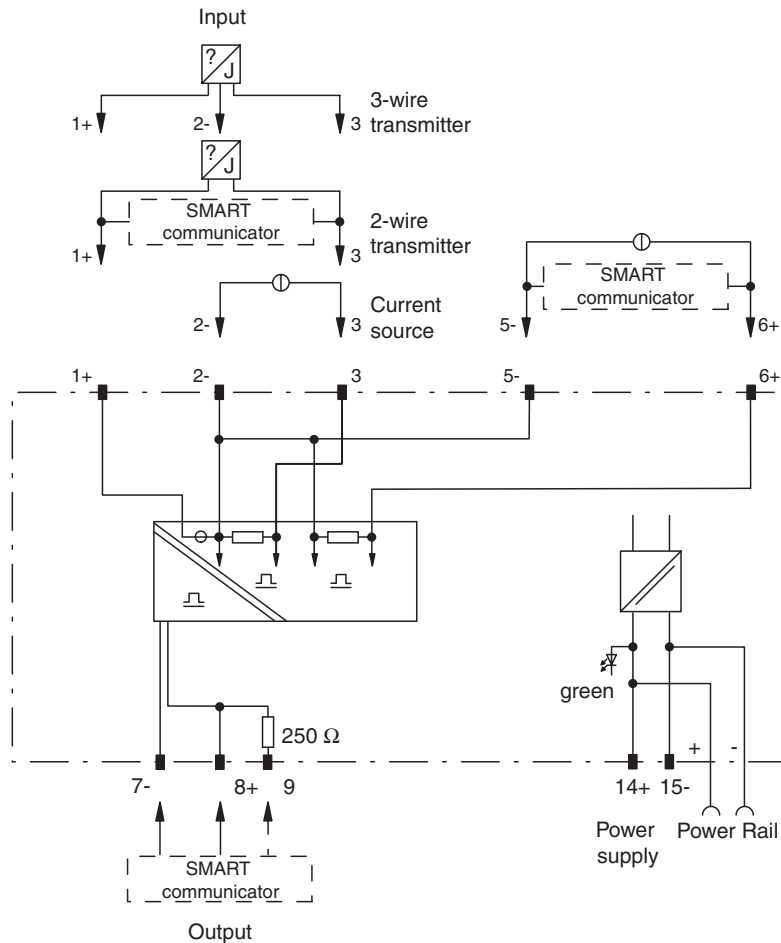 Input
? J
1+ 2- 3 3-wire
transmitter
? J
SMART
communicator
2-wire
transmitter
1+ 3
SMART
communicator
2- 3 Current
source
5- 6+
1+ 2- 3 5- 6+
green
250 Ω
+ -
7- 8+ 9 14+ 15-
Power
supply
Power Rail
SMART
communicator
Output